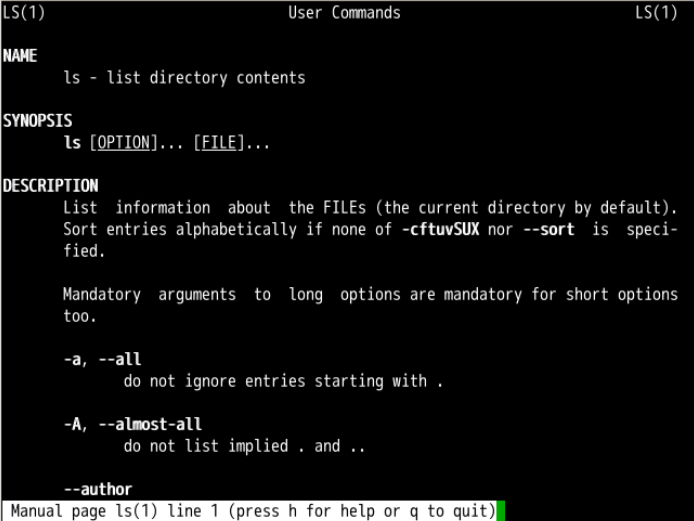 LS(1) User Commands LS(1)
NAME
ls - list directory contents
SYNOPSIS
ls [OPTION]... [FILE]...
DESCRIPTION
List information about the FILEs (the current directory by default).
Sort entries alphabetically if none of -cftuvSUX nor --sort is speci-
fied.
Mandatory arguments to long options are mandatory for short options
too.
-a, --all
do not ignore entries starting with .
-A, --almost-all
do not list implied . and ..
--author
Manual page ls(1) line 1 (press h for help or q to quit)